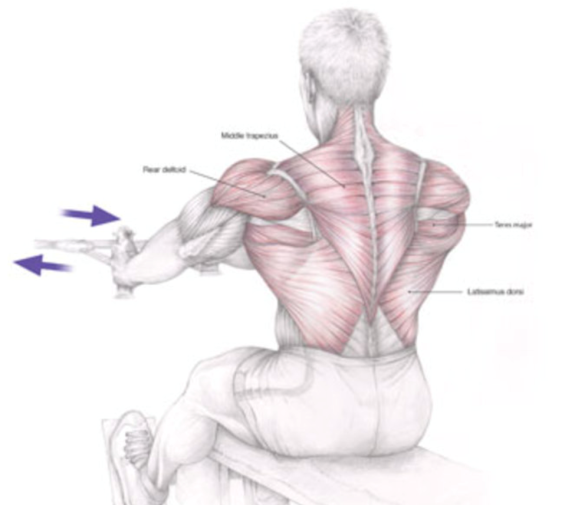 Middle trapezius
Rear deltoid
Teres major
Latissimus dorsi